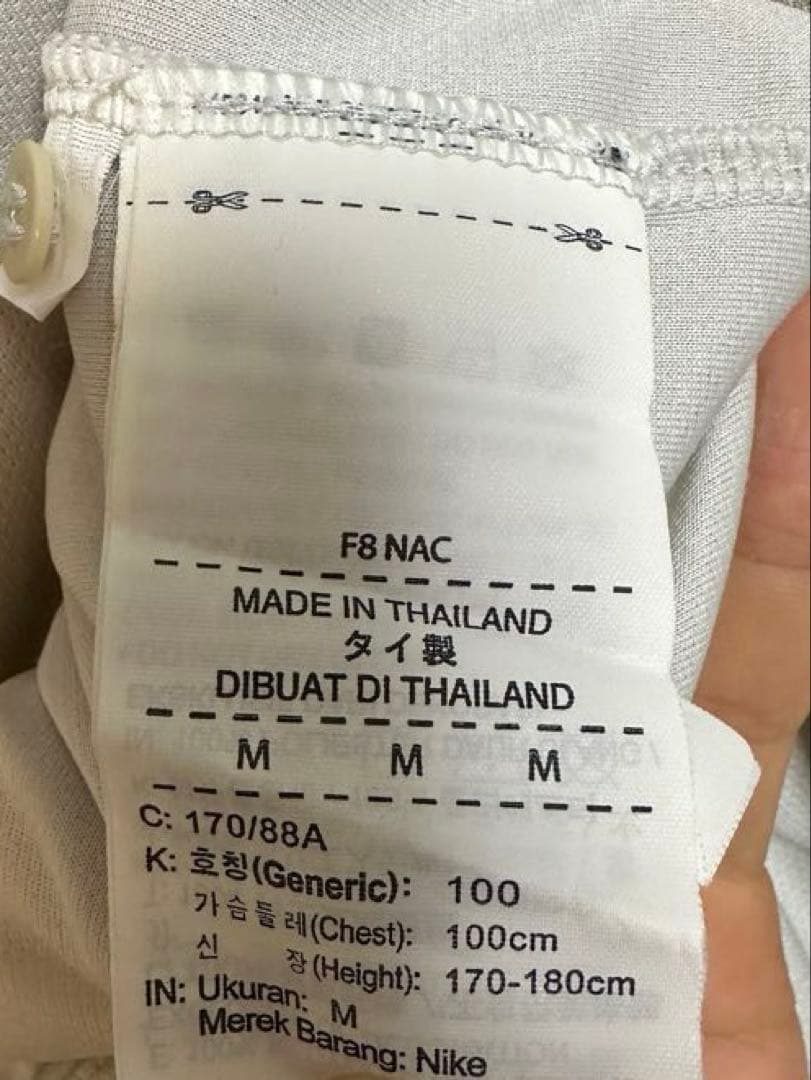 F8 NAC
MADE IN THAILAND
タイ製
DIBUAT DI THAILAND
M M M
C: 170/88A
K: 호칭(Generic): 100
가슴둘레(Chest): 100cm
신 장(Height): 170-180cm
IN: Ukuran: M
Merek Barang: Nike